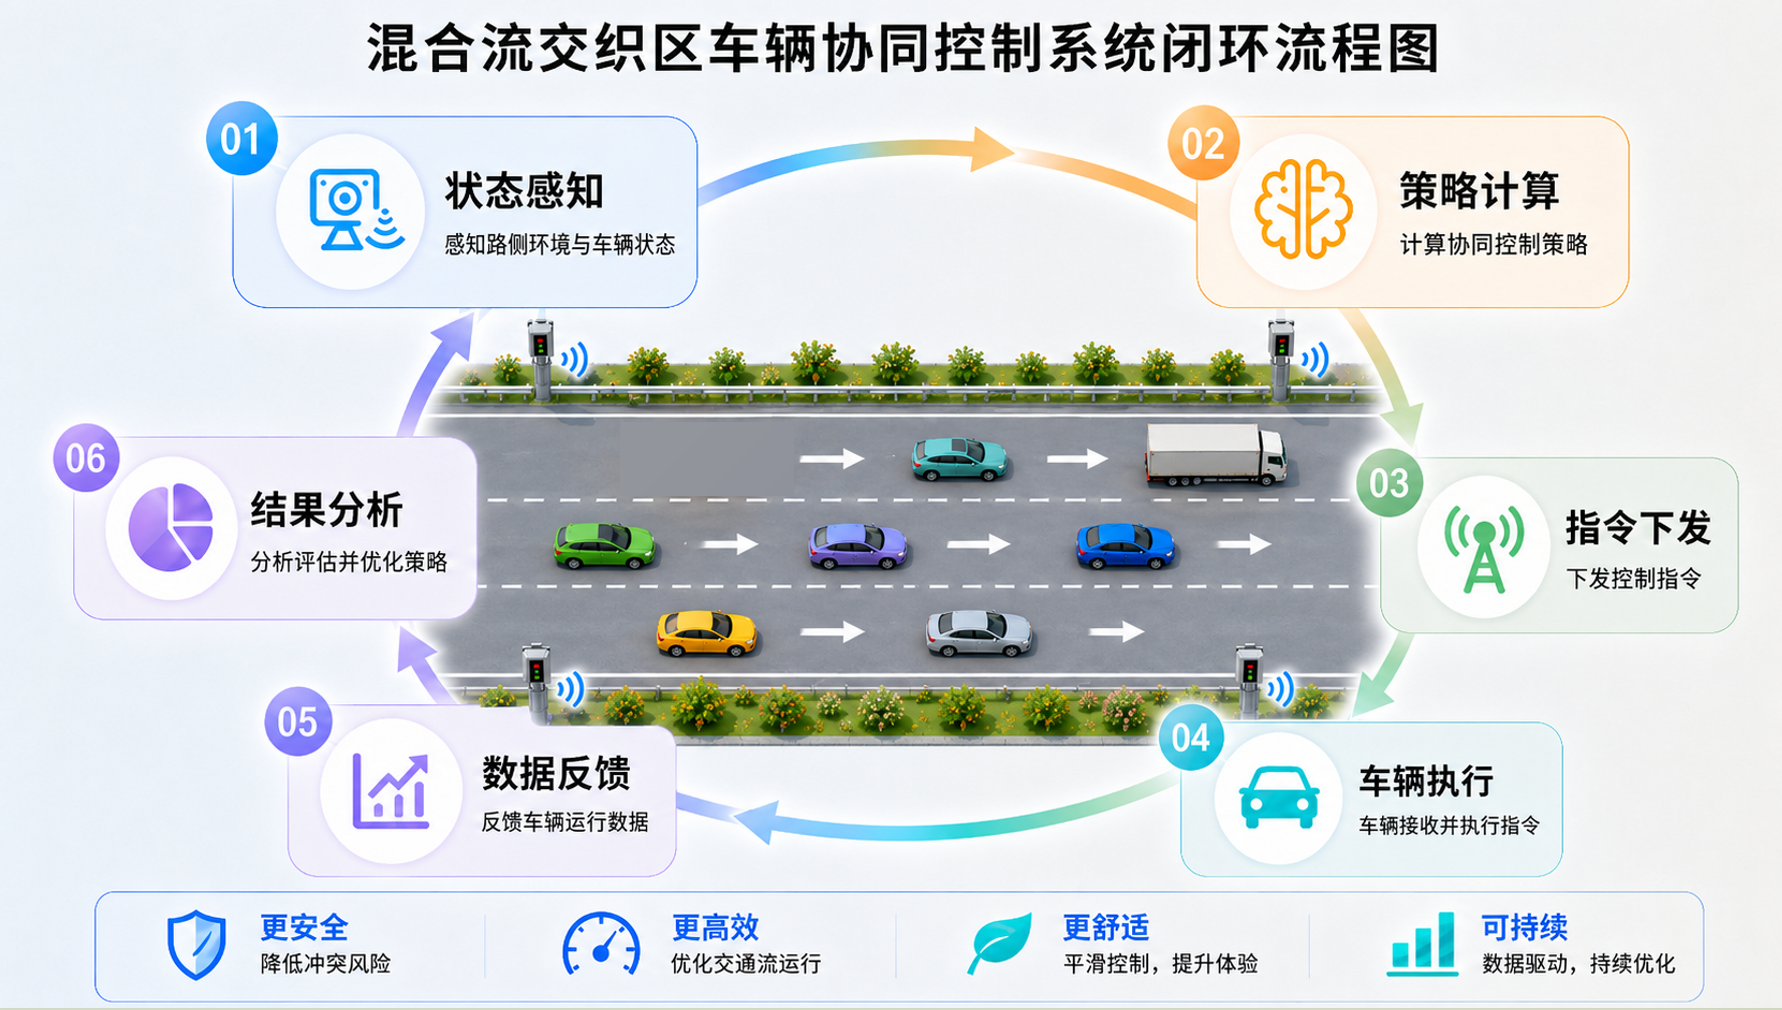 混合流交织区车辆协同控制系统闭环流程图
01
状态感知
感知路侧环境与车辆状态
02
策略计算
计算协同控制策略
03
指令下发
下发控制指令
04
车辆执行
车辆接收并执行指令
05
数据反馈
反馈车辆运行数据
06
结果分析
分析评估并优化策略
更安全
降低冲突风险
更高效
优化交通流运行
更舒适
平滑控制，提升体验
可持续
数据驱动，持续优化